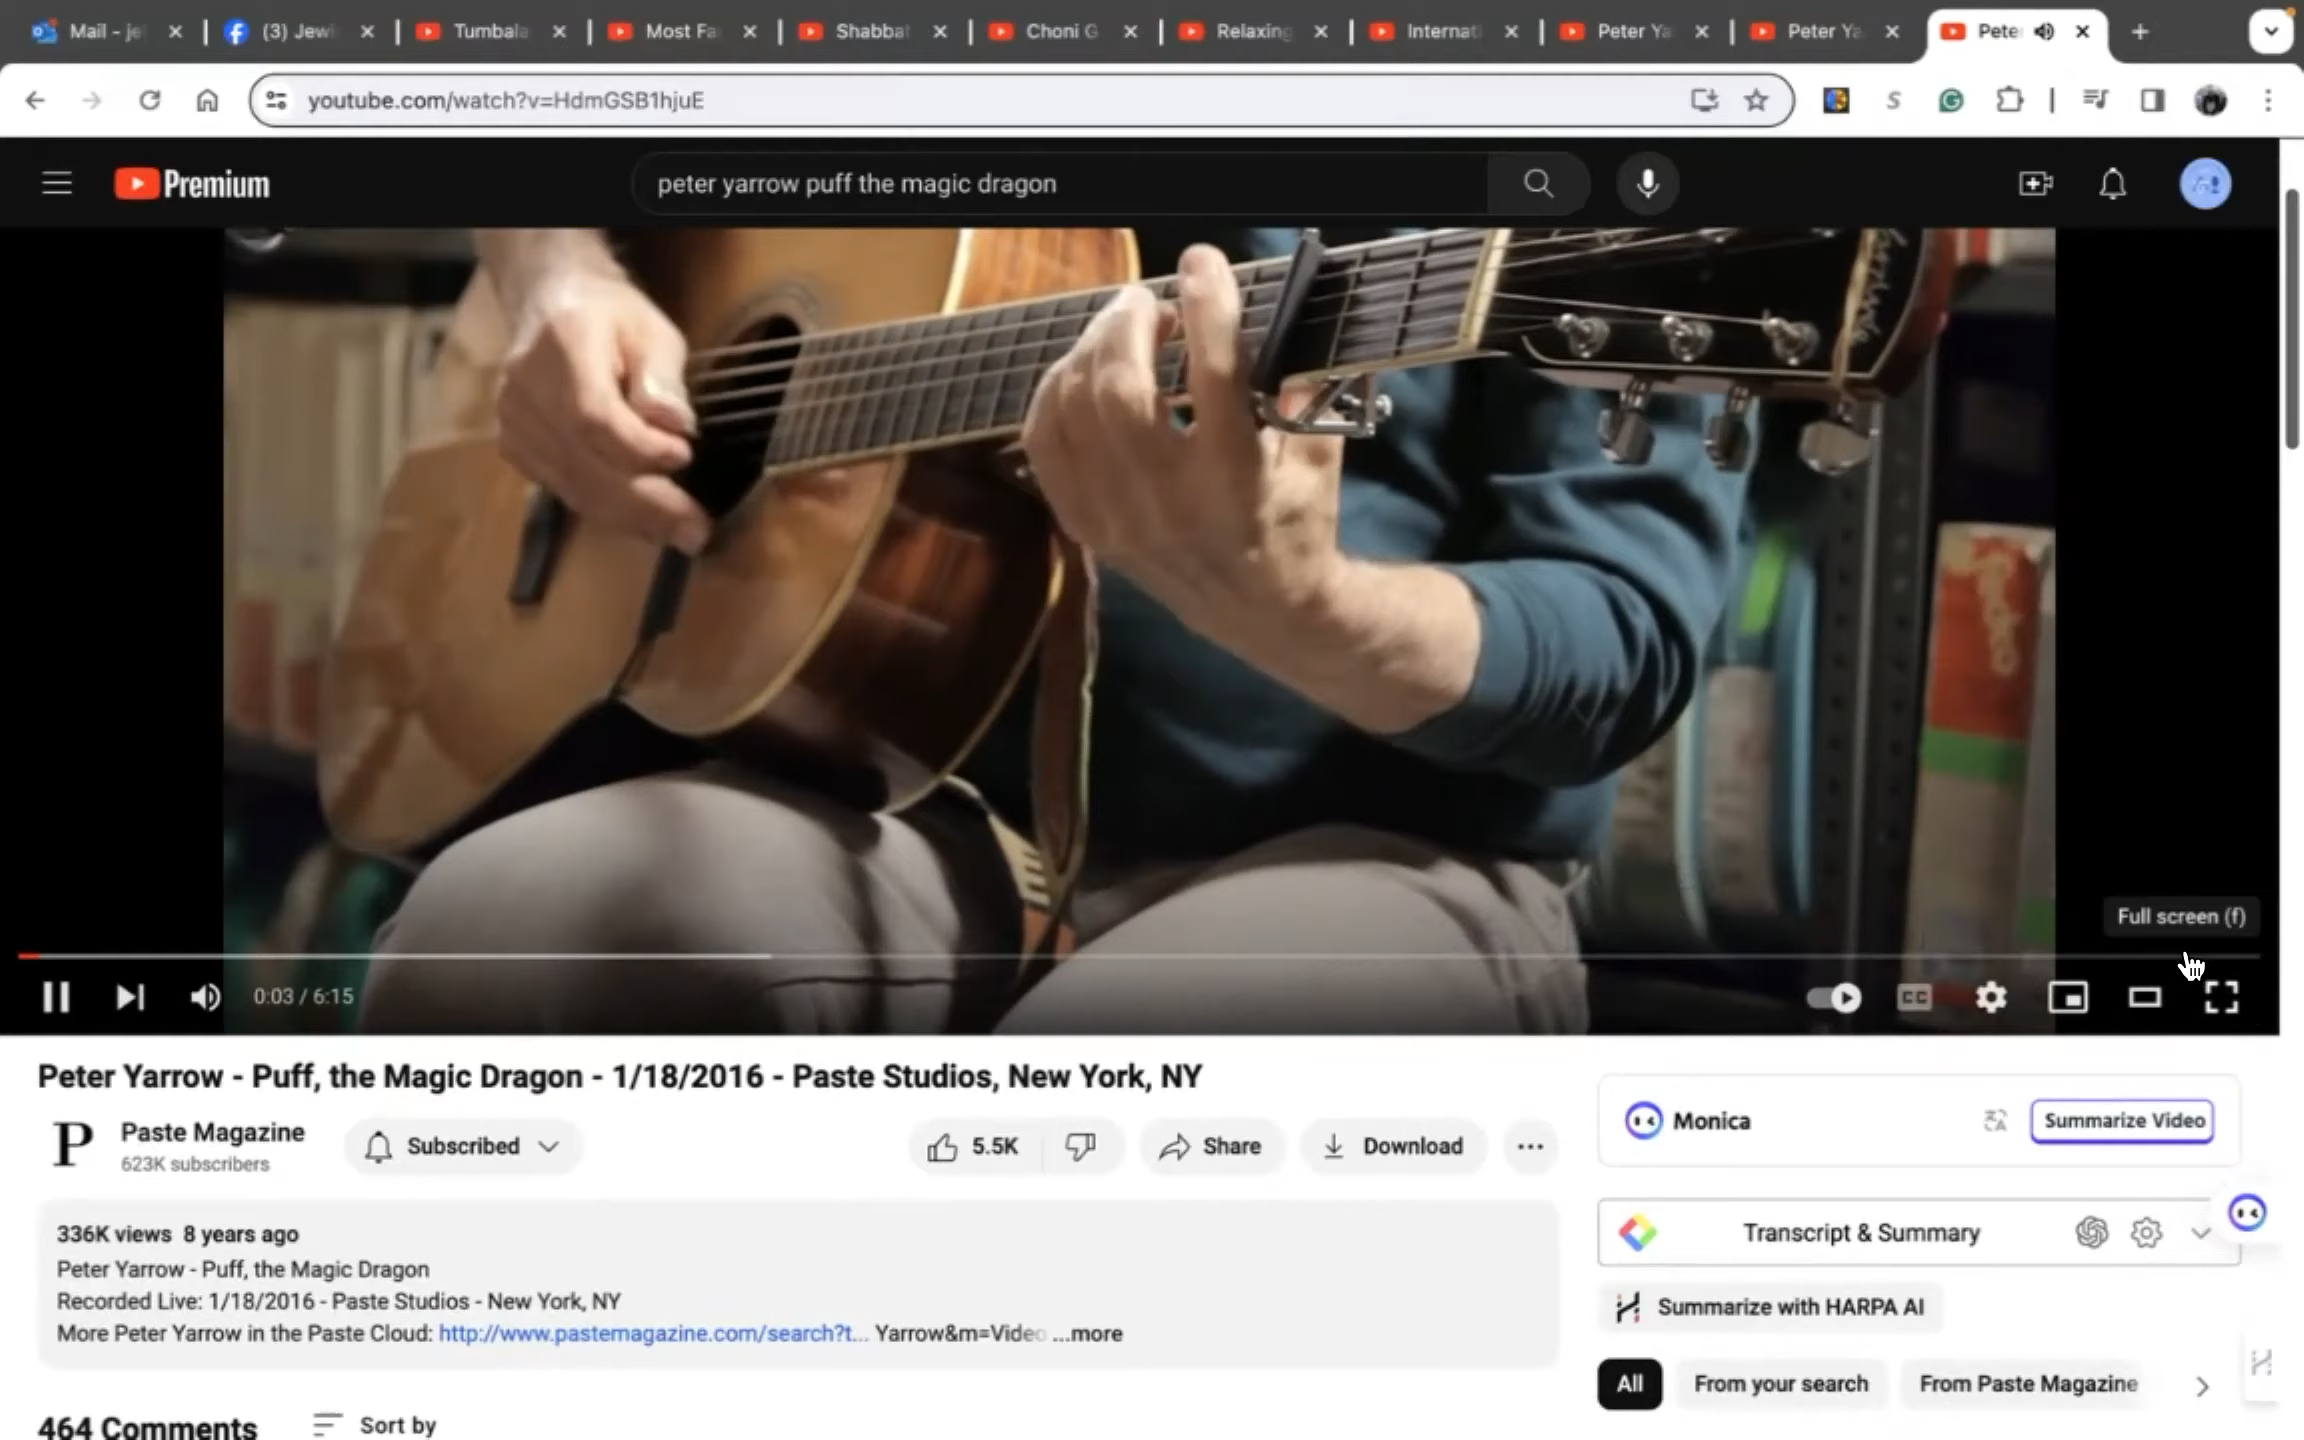 Mail - je
(3) Jewi
Tumbala
Most Fa
Shabbat
Choni G
Relaxing
Internati
Peter Ya
Peter Ya
Peter
youtube.com/watch?v=HdmGSB1hjuE
Premium
peter yarrow puff the magic dragon
Full screen (f)
0:03 / 6:15
CC
Peter Yarrow - Puff, the Magic Dragon - 1/18/2016 - Paste Studios, New York, NY
P
Paste Magazine
623K subscribers
Subscribed
5.5K
Share
Download
Monica
Summarize Video
336K views 8 years ago
Peter Yarrow - Puff, the Magic Dragon
Recorded Live: 1/18/2016 - Paste Studios - New York, NY
More Peter Yarrow in the Paste Cloud: http://www.pastemagazine.com/search?t... Yarrow&m=Video ...more
Transcript & Summary
Summarize with HARPA AI
All
From your search
From Paste Magazine
464 Comments
Sort by